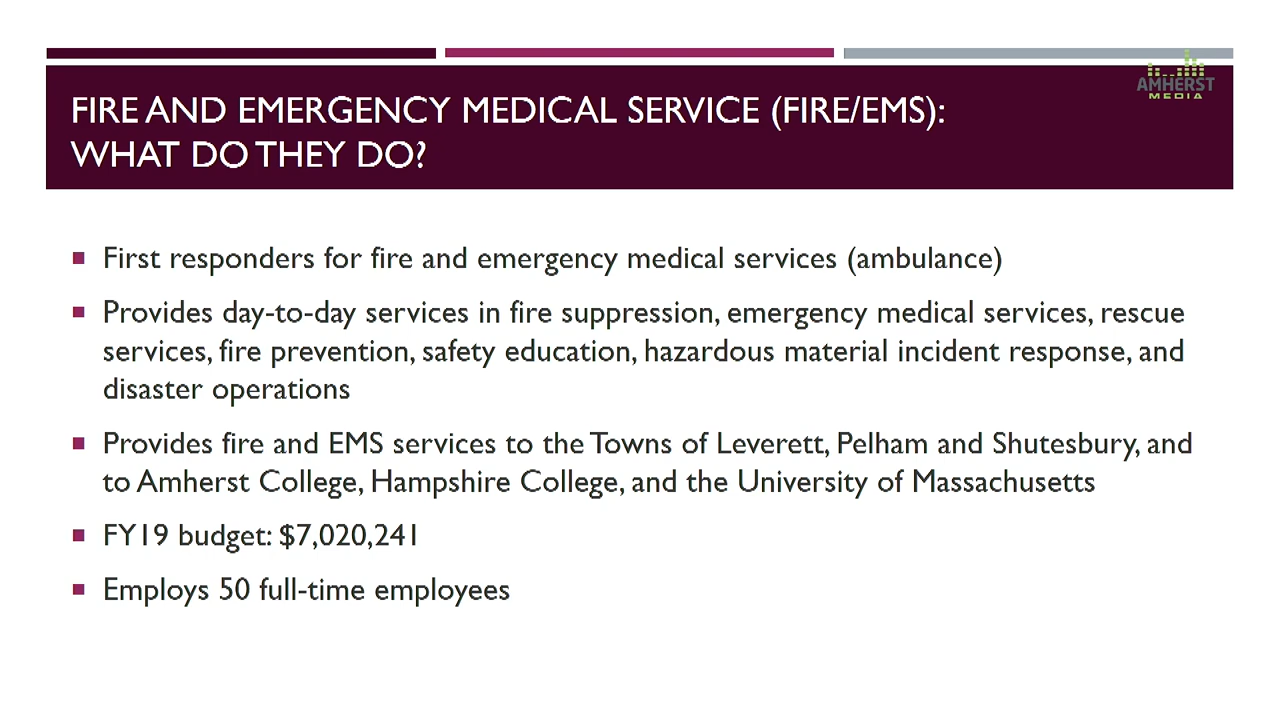 AMHERST
MEDIA
FIRE AND EMERGENCY MEDICAL SERVICE (FIRE/EMS):
WHAT DO THEY DO?
First responders for fire and emergency medical services (ambulance)
Provides day-to-day services in fire suppression, emergency medical services, rescue
services, fire prevention, safety education, hazardous material incident response, and
disaster operations
Provides fire and EMS services to the Towns of Leverett, Pelham and Shutesbury, and
to Amherst College, Hampshire College, and the University of Massachusetts
FY19 budget: $7,020,241
Employs 50 full-time employees